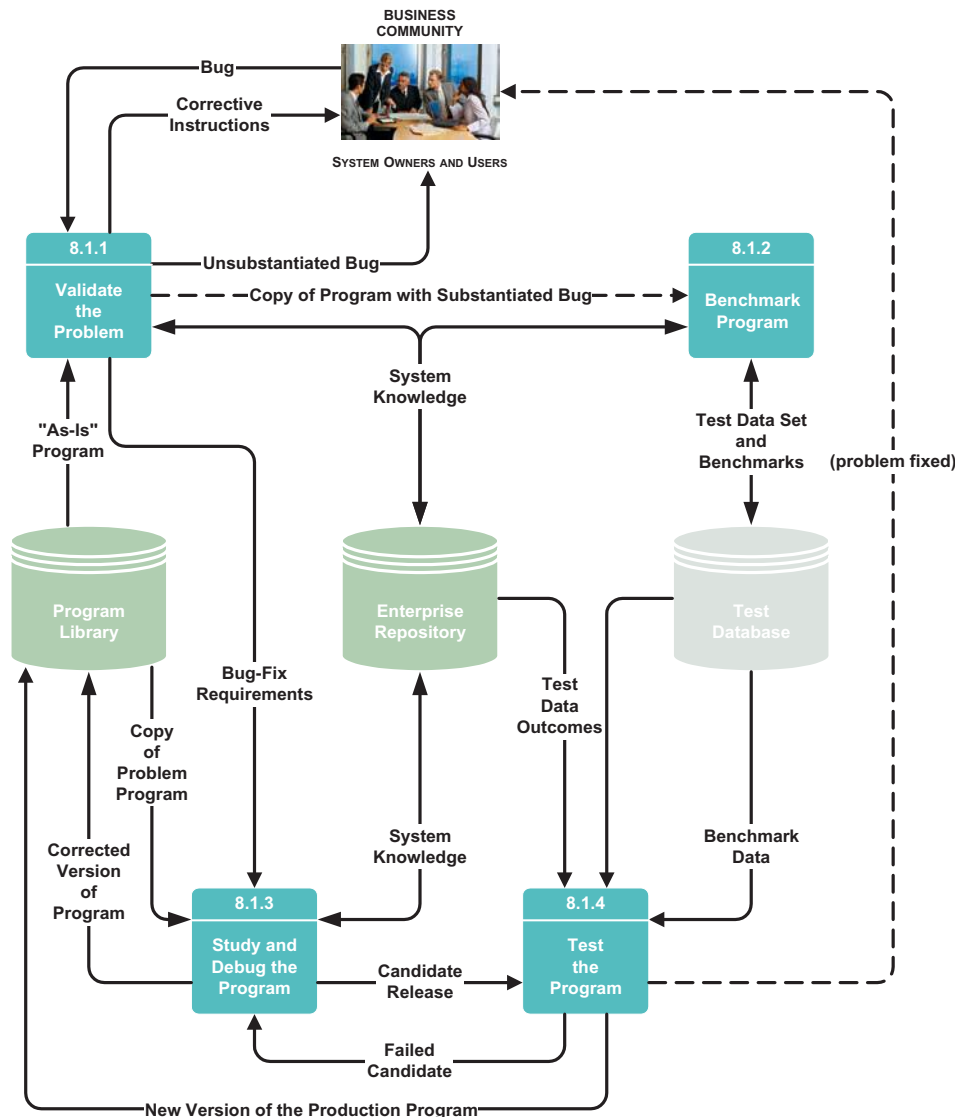 BUSINESS
COMMUNITY
Bug
Corrective
Instructions
SYSTEM OWNERS AND USERS
8.1.1
Validate
the
Problem
Unsubstantiated Bug
Copy of Program with Substantiated Bug
8.1.2
Benchmark
Program
System
Knowledge
"As-Is"
Program
Test Data Set
and
Benchmarks
(problem fixed)
Program
Library
Enterprise
Repository
Test
Database
Bug-Fix
Requirements
Test
Data
Outcomes
Copy
of
Problem
Program
Corrected
Version
of
Program
System
Knowledge
Benchmark
Data
8.1.3
Study and
Debug the
Program
Candidate
Release
8.1.4
Test
the
Program
Failed
Candidate
New Version of the Production Program